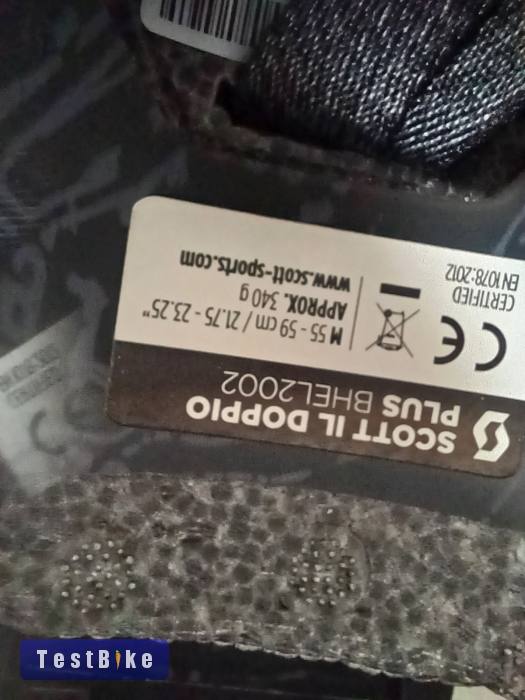 SCOTT IL DOPPIO
PLUS BHEL2002
M 55 - 59 cm / 21.75 - 23.25"
APPROX. 340 g
www.scott-sports.com
CE
CERTIFIED
EN 1078:2012
TestBike